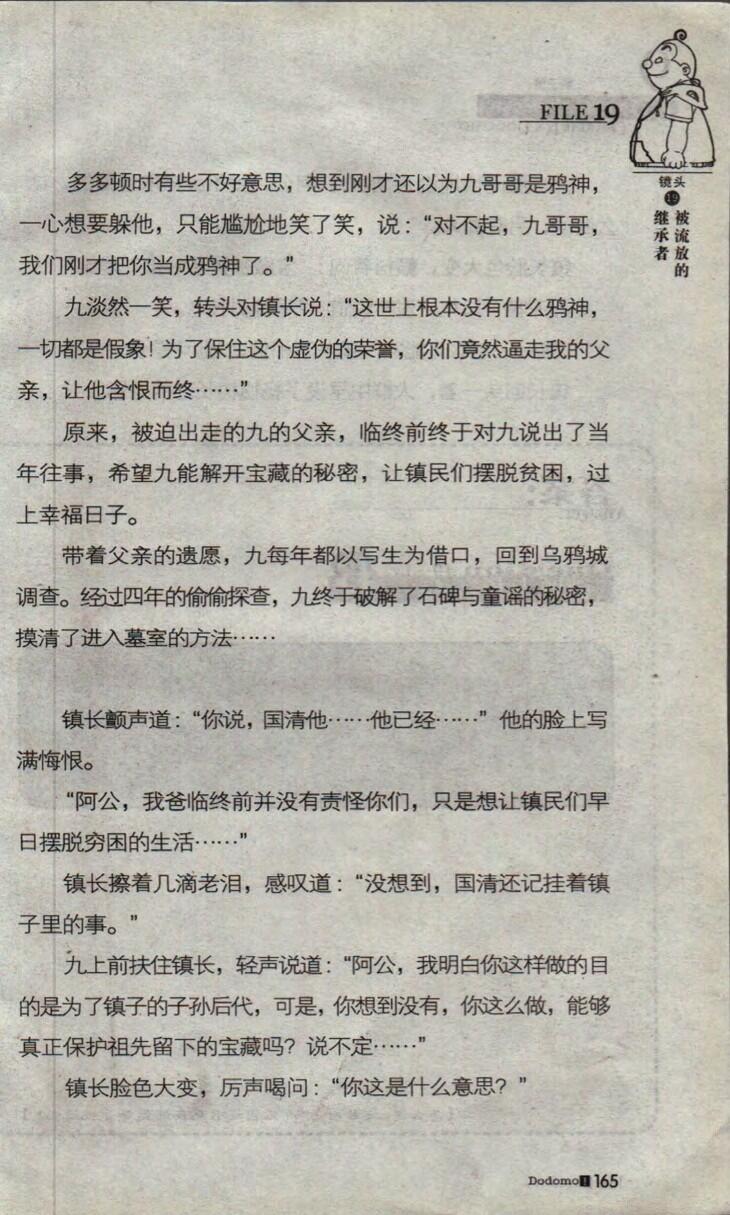 FILE 19
镜头
19
被流放的
继承者
多多顿时有些不好意思，想到刚才还以为九哥哥是鸦神，
一心想要躲他，只能尴尬地笑了笑，说：“对不起，九哥哥，
我们刚才把你当成鸦神了。”
九淡然一笑，转头对镇长说：“这世上根本没有什么鸦神，
一切都是假象！为了保住这个虚伪的荣誉，你们竟然逼走我的父
亲，让他含恨而终……”
原来，被迫出走的九的父亲，临终前终于对九说出了当
年往事，希望九能解开宝藏的秘密，让镇民们摆脱贫困，过
上幸福日子。
带着父亲的遗愿，九每年都以写生为借口，回到乌鸦城
调查。经过四年的偷偷探查，九终于破解了石碑与童谣的秘密，
摸清了进入墓室的方法……
镇长颤声道：“你说，国清他……他已经……”他的脸上写
满悔恨。
“阿公，我爸临终前并没有责怪你们，只是想让镇民们早
日摆脱穷困的生活……”
镇长擦着几滴老泪，感叹道：“没想到，国清还记挂着镇
子里的事。”
九上前扶住镇长，轻声说道：“阿公，我明白你这样做的目
的是为了镇子的子孙后代，可是，你想到没有，你这么做，能够
真正保护祖先留下的宝藏吗？说不定……”
镇长脸色大变，厉声喝问：“你这是什么意思？”
Dodomo 1 165